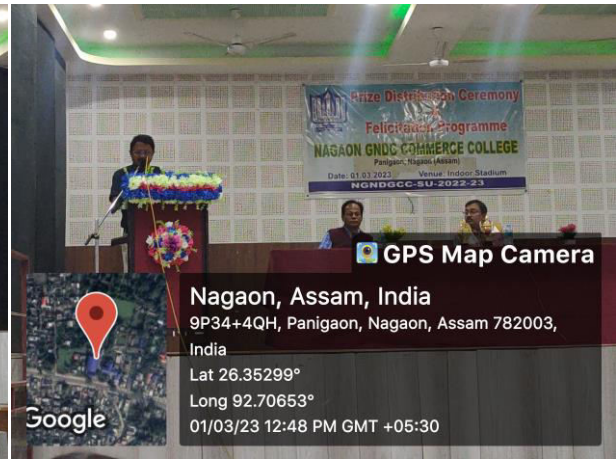 Prize Distribution Ceremony
&
Felicitation Programme
NAGAON GNDG COMMERCE COLLEGE
Panigaon, Nagaon (Assam)
Date: 01.03.2023 Venue: Indoor Stadium
NGNDGCC-SU-2022-23
GPS Map Camera
Nagaon, Assam, India
9P34+4QH, Panigaon, Nagaon, Assam 782003,
India
Lat 26.35299°
Long 92.70653°
01/03/23 12:48 PM GMT +05:30
Google